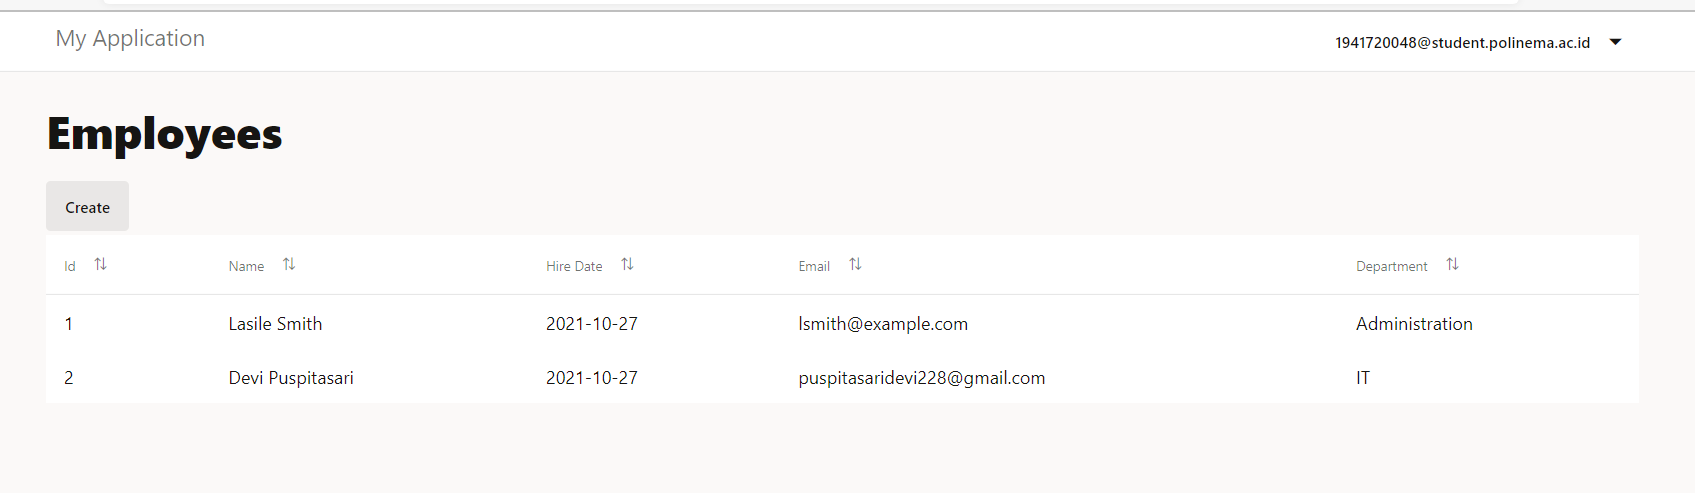 My Application
1941720048@student.polinema.ac.id
Employees
Create
Id Name Hire Date Email Department
1 Lasile Smith 2021-10-27 lsmith@example.com Administration
2 Devi Puspitasari 2021-10-27 puspitasaridevi228@gmail.com IT